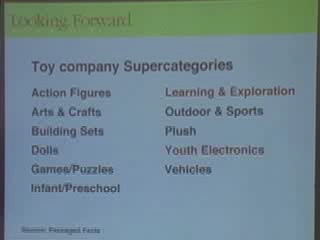 Looking Forward
Toy company Supercategories
Action Figures
Arts & Crafts
Building Sets
Dolls
Games/Puzzles
Infant/Preschool
Learning & Exploration
Outdoor & Sports
Plush
Youth Electronics
Vehicles
Source: Packaged Facts